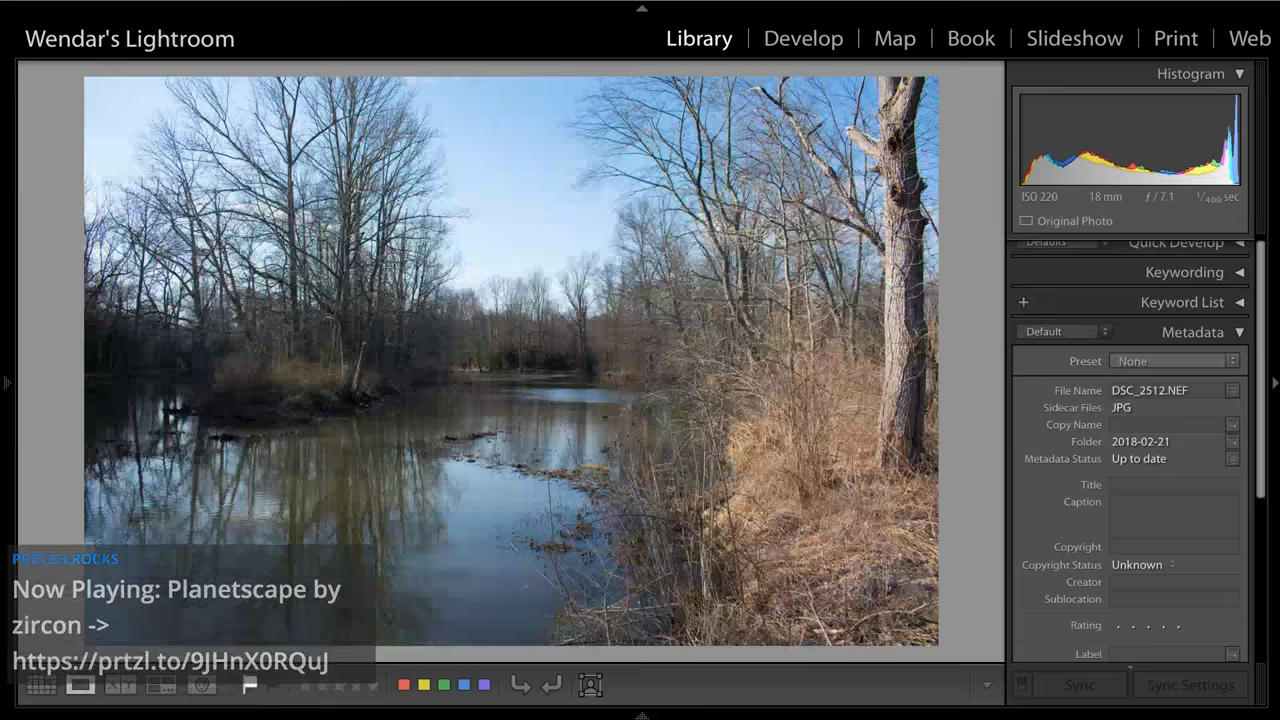 Wendar's Lightroom
Library | Develop | Map | Book | Slideshow | Print | Web
Histogram
ISO 220 18 mm ƒ / 7.1 1/400 sec
Original Photo
Defaults Quick Develop
Keywording
+ Keyword List
Default Metadata
Preset None
File Name DSC_2512.NEF
Sidecar Files JPG
Copy Name
Folder 2018-02-21
Metadata Status Up to date
Title
Caption
Copyright
Copyright Status Unknown
Creator
Sublocation
Rating . . . . .
Label
Sync Sync Settings
PRETZELROCKS
Now Playing: Planetscape by
zircon ->
https://prtzl.to/9JHnX0RQuJ